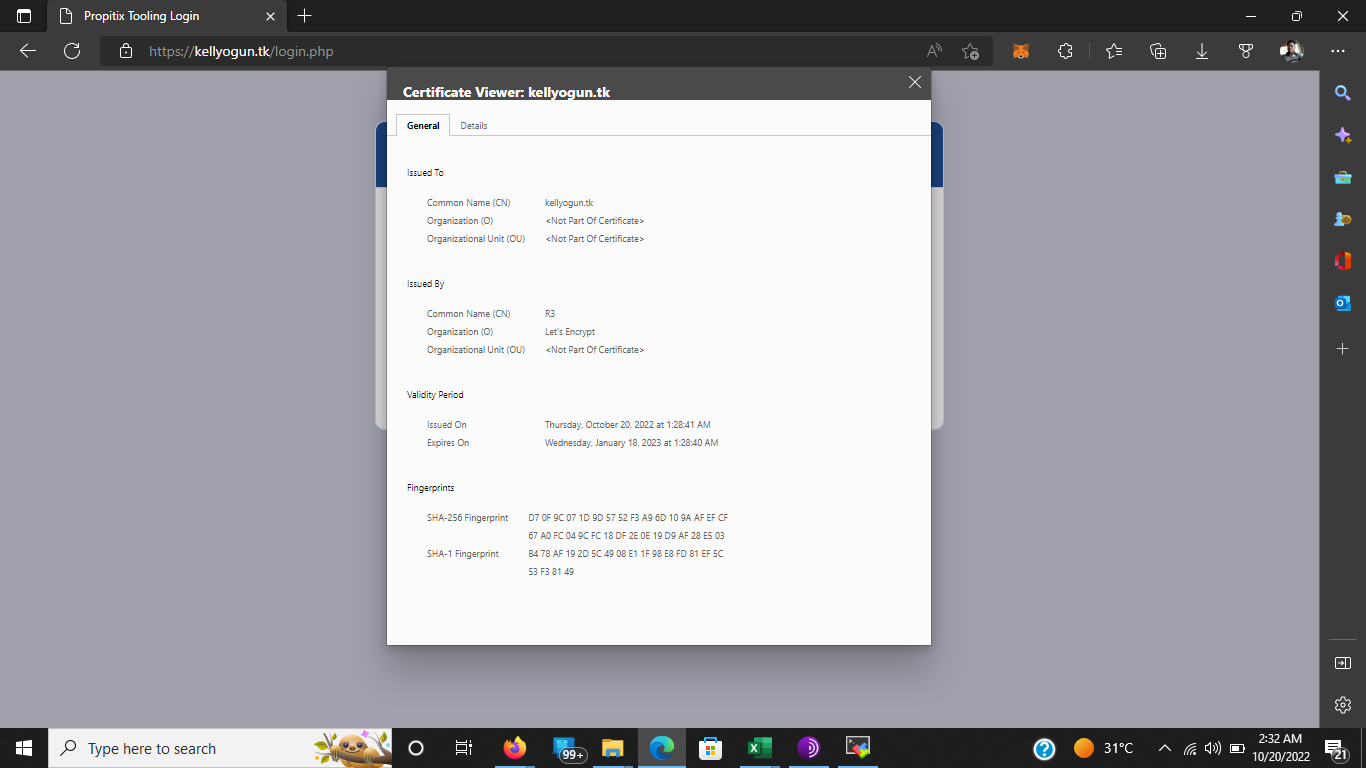 Propitix Tooling Login
https://kellyogun.tk/login.php
Certificate Viewer: kellyogun.tk
General Details
Issued To
Common Name (CN) kellyogun.tk
Organization (O) <Not Part Of Certificate>
Organizational Unit (OU) <Not Part Of Certificate>
Issued By
Common Name (CN) R3
Organization (O) Let's Encrypt
Organizational Unit (OU) <Not Part Of Certificate>
Validity Period
Issued On Thursday, October 20, 2022 at 1:28:41 AM
Expires On Wednesday, January 18, 2023 at 1:28:40 AM
Fingerprints
SHA-256 Fingerprint D7 0F 9C 07 1D 9D 57 52 F3 A9 6D 10 9A AF EF CF
67 A0 FC 04 9C FC 18 DF 2E 0E 19 D9 AF 28 E5 03
SHA-1 Fingerprint B4 78 AF 19 2D 5C 49 08 E1 1F 98 E8 FD 81 EF 5C
53 F3 81 49
Type here to search
99+
31°C
2:32 AM
10/20/2022
21